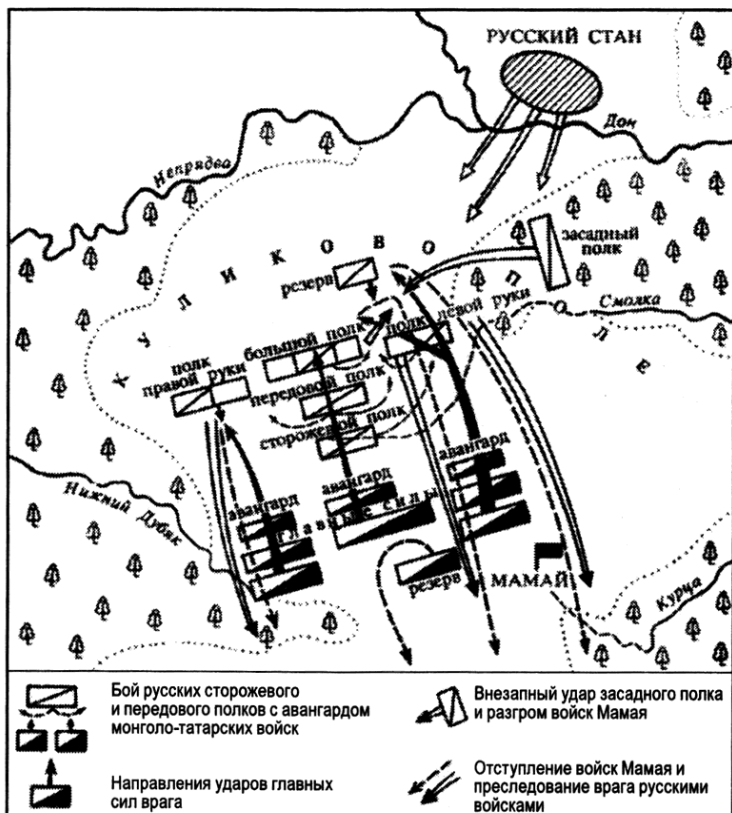 РУССКИЙ СТАН
Дон
Непрядва
засадный
полк
КУЛИКОВО ПОЛЕ
резерв
Смолка
большой полк
полк левой руки
полк
правой руки
передовой полк
сторожевой полк
авангард
авангард
авангард
главные силы
Нижний Дубяк
резерв
МАМАЙ
Курца
Бой русских сторожевого
и передового полков с авангардом
монголо-татарских войск
Внезапный удар засадного полка
и разгром войск Мамая
Направления ударов главных
сил врага
Отступление войск Мамая и
преследование врага русскими
войсками